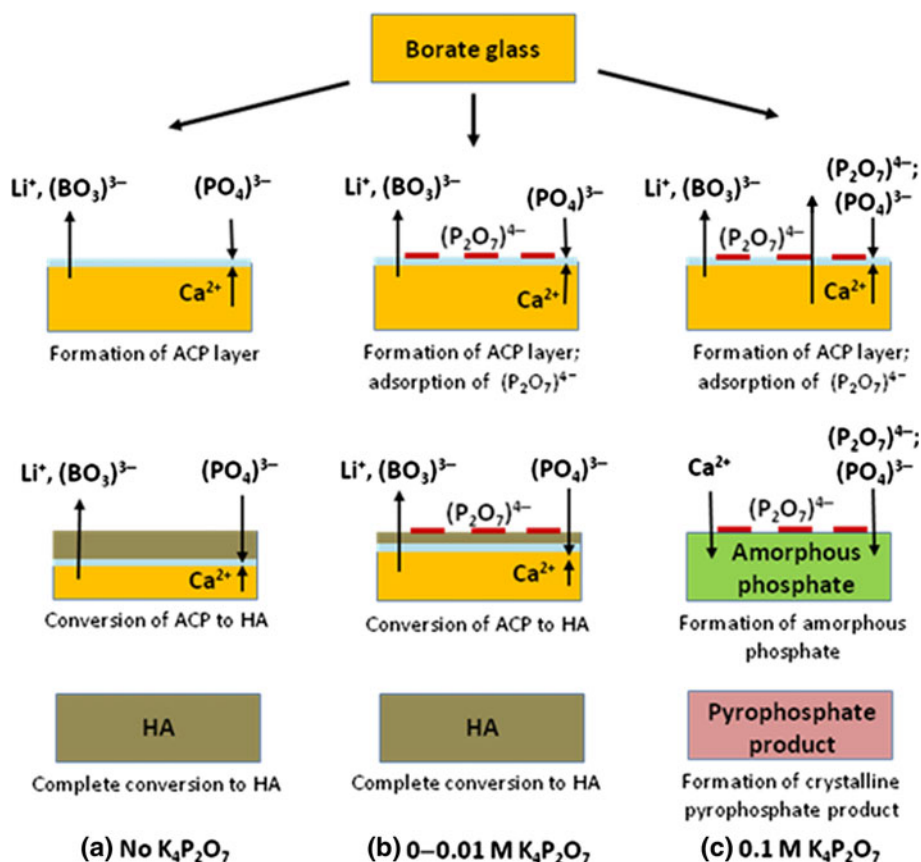 Borate glass
Li⁺, (BO₃)³⁻
(PO₄)³⁻
Ca²⁺
Formation of ACP layer
Li⁺, (BO₃)³⁻
(PO₄)³⁻
(P₂O₇)⁴⁻
Ca²⁺
Formation of ACP layer;
adsorption of (P₂O₇)⁴⁻
(P₂O₇)⁴⁻;
Li⁺, (BO₃)³⁻
(PO₄)³⁻
(P₂O₇)⁴⁻
Ca²⁺
Formation of ACP layer;
adsorption of (P₂O₇)⁴⁻
Li⁺, (BO₃)³⁻
(PO₄)³⁻
Ca²⁺
Conversion of ACP to HA
Li⁺, (BO₃)³⁻
(PO₄)³⁻
(P₂O₇)⁴⁻
Ca²⁺
Conversion of ACP to HA
(P₂O₇)⁴⁻;
Ca²⁺
(PO₄)³⁻
(P₂O₇)⁴⁻
Amorphous
phosphate
Formation of amorphous
phosphate
HA
Complete conversion to HA
HA
Complete conversion to HA
Pyrophosphate
product
Formation of crystalline
pyrophosphate product
(a) No K₄P₂O₇
(b) 0–0.01 M K₄P₂O₇
(c) 0.1 M K₄P₂O₇